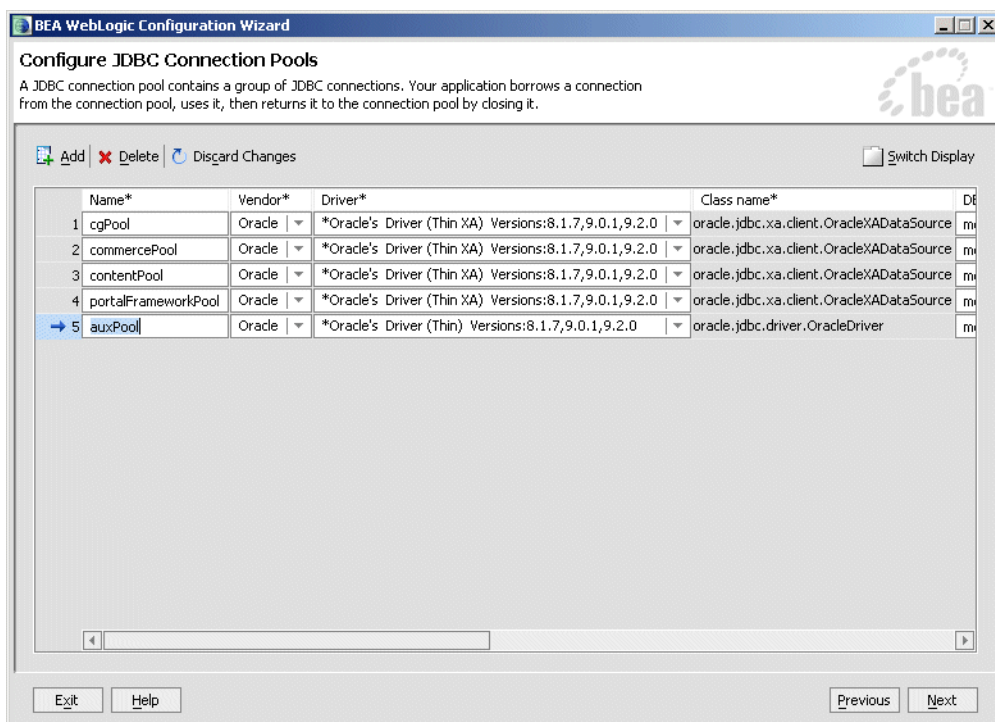 BEA WebLogic Configuration Wizard
Configure JDBC Connection Pools
A JDBC connection pool contains a group of JDBC connections. Your application borrows a connection
from the connection pool, uses it, then returns it to the connection pool by closing it.
bea
Add Delete Discard Changes Switch Display
Name* Vendor* Driver* Class name*
1 cgPool Oracle *Oracle's Driver (Thin XA) Versions:8.1.7,9.0.1,9.2.0 oracle.jdbc.xa.client.OracleXADataSource
2 commercePool Oracle *Oracle's Driver (Thin XA) Versions:8.1.7,9.0.1,9.2.0 oracle.jdbc.xa.client.OracleXADataSource
3 contentPool Oracle *Oracle's Driver (Thin XA) Versions:8.1.7,9.0.1,9.2.0 oracle.jdbc.xa.client.OracleXADataSource
4 portalFrameworkPool Oracle *Oracle's Driver (Thin XA) Versions:8.1.7,9.0.1,9.2.0 oracle.jdbc.xa.client.OracleXADataSource
5 auxPool Oracle *Oracle's Driver (Thin) Versions:8.1.7,9.0.1,9.2.0 oracle.jdbc.driver.OracleDriver
Exit Help Previous Next